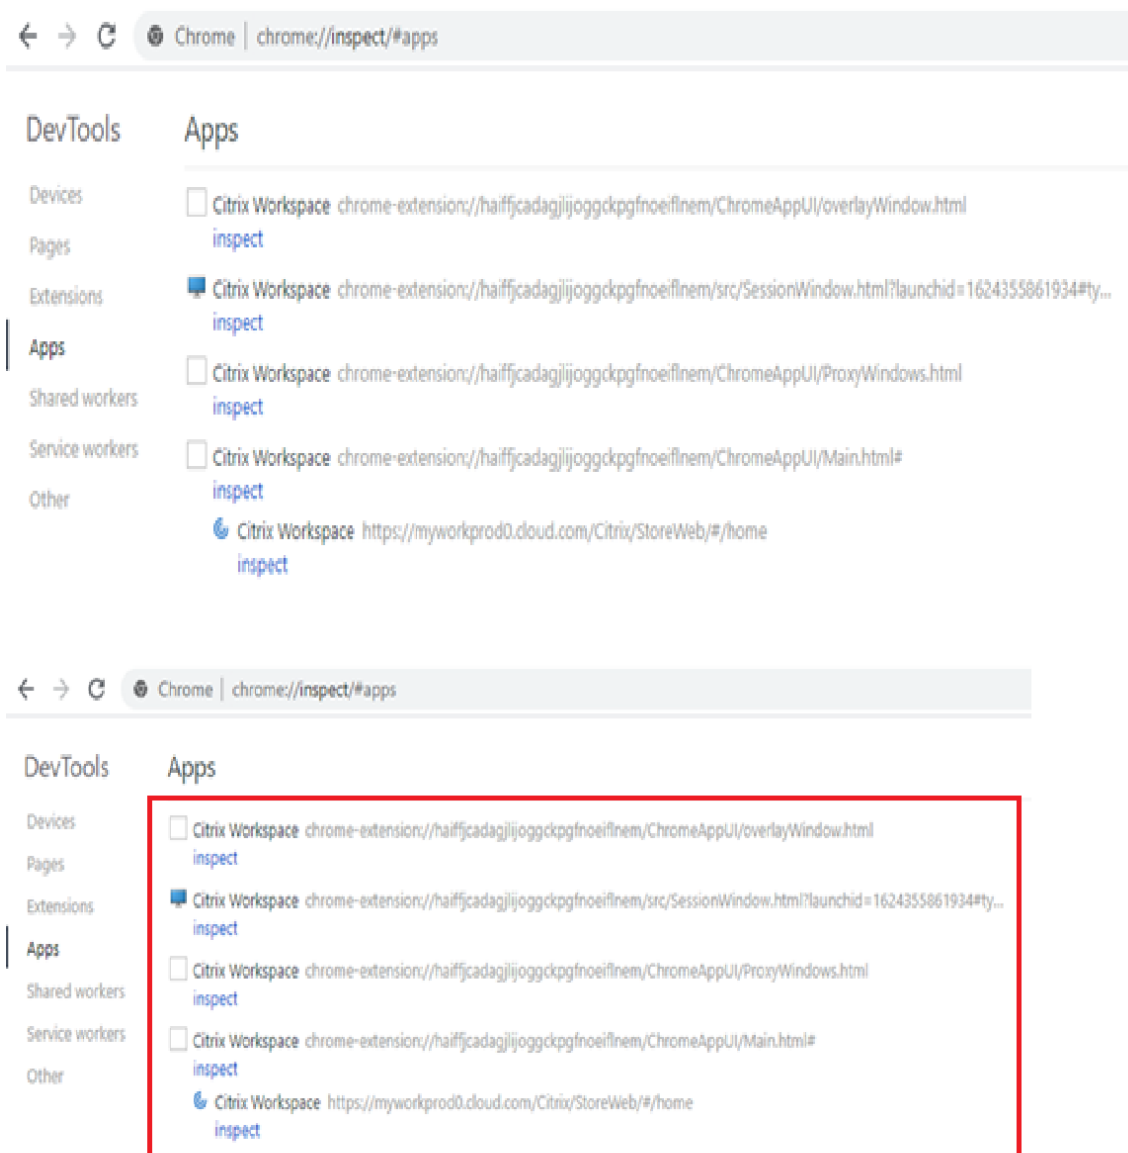 Chrome | chrome://inspect/#apps
DevTools
Apps
Devices
Citrix Workspace chrome-extension://haiffjcadagjlijoggckpgfnoeiflnem/ChromeAppUI/overlayWindow.html
inspect
Pages
Extensions
Citrix Workspace chrome-extension://haiffjcadagjlijoggckpgfnoeiflnem/src/SessionWindow.html?launchid=1624355861934#ty...
inspect
Apps
Citrix Workspace chrome-extension://haiffjcadagjlijoggckpgfnoeiflnem/ChromeAppUI/ProxyWindows.html
inspect
Shared workers
Service workers
Citrix Workspace chrome-extension://haiffjcadagjlijoggckpgfnoeiflnem/ChromeAppUI/Main.html#
inspect
Other
Citrix Workspace https://myworkprod0.cloud.com/Citrix/StoreWeb/#/home
inspect
Chrome | chrome://inspect/#apps
DevTools
Apps
Devices
Citrix Workspace chrome-extension://haiffjcadagjlijoggckpgfnoeiflnem/ChromeAppUI/overlayWindow.html
inspect
Pages
Extensions
Citrix Workspace chrome-extension://haiffjcadagjlijoggckpgfnoeiflnem/src/SessionWindow.html?launchid=1624355861934#ty...
inspect
Apps
Citrix Workspace chrome-extension://haiffjcadagjlijoggckpgfnoeiflnem/ChromeAppUI/ProxyWindows.html
inspect
Shared workers
Service workers
Citrix Workspace chrome-extension://haiffjcadagjlijoggckpgfnoeiflnem/ChromeAppUI/Main.html#
inspect
Other
Citrix Workspace https://myworkprod0.cloud.com/Citrix/StoreWeb/#/home
inspect